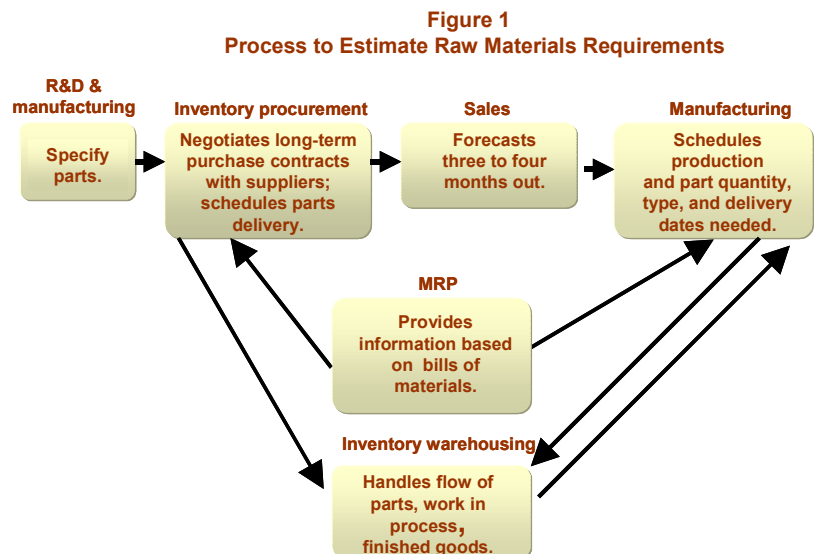 Figure 1
Process to Estimate Raw Materials Requirements
R&D &
manufacturing
Specify
parts.
Inventory procurement
Negotiates long-term
purchase contracts
with suppliers;
schedules parts
delivery.
Sales
Forecasts
three to four
months out.
Manufacturing
Schedules
production
and part quantity,
type, and delivery
dates needed.
MRP
Provides
information based
on bills of
materials.
Inventory warehousing
Handles flow of
parts, work in
process,
finished goods.